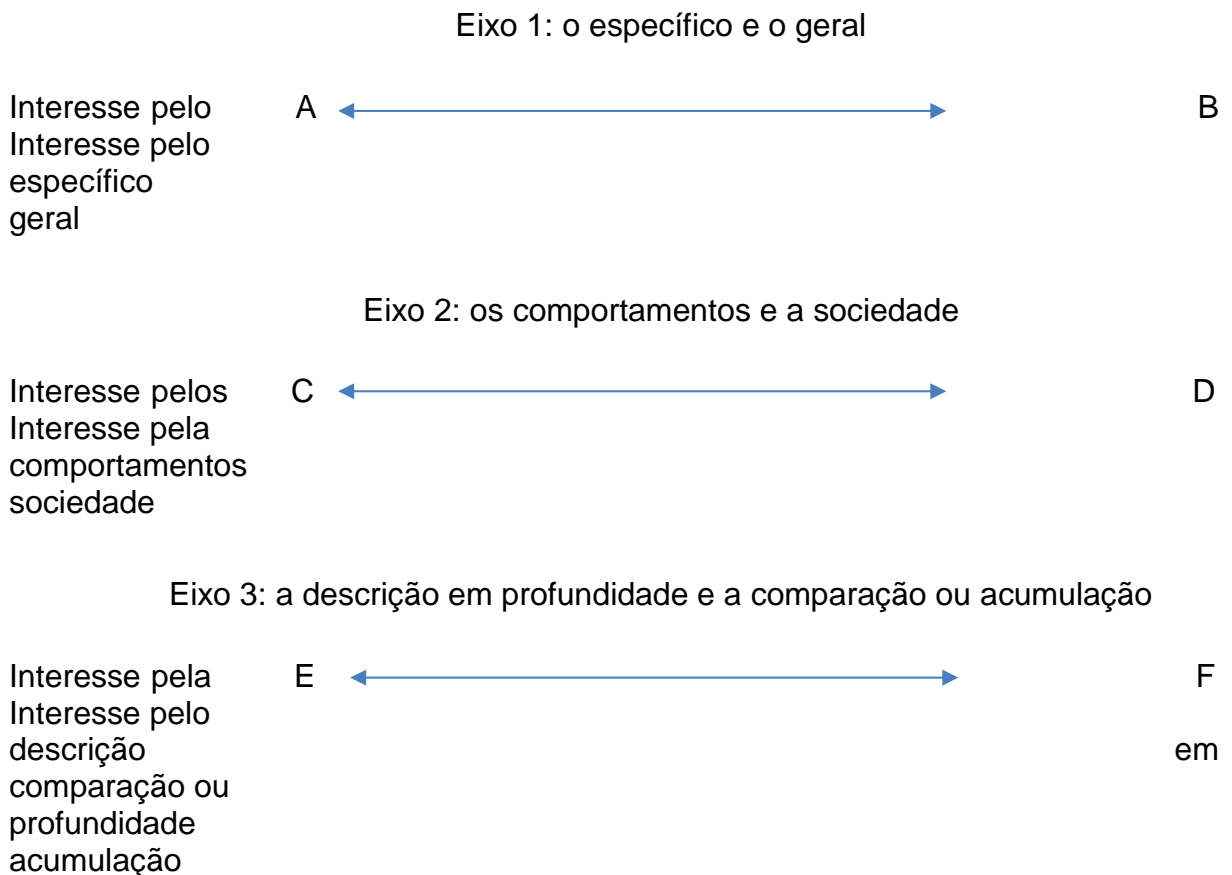 Eixo 1: o específico e o geral
Interesse pelo A B
Interesse pelo
específico
geral
Eixo 2: os comportamentos e a sociedade
Interesse pelos C D
Interesse pela
comportamentos
sociedade
Eixo 3: a descrição em profundidade e a comparação ou acumulação
Interesse pela E F
Interesse pelo
descrição em
comparação ou
profundidade
acumulação